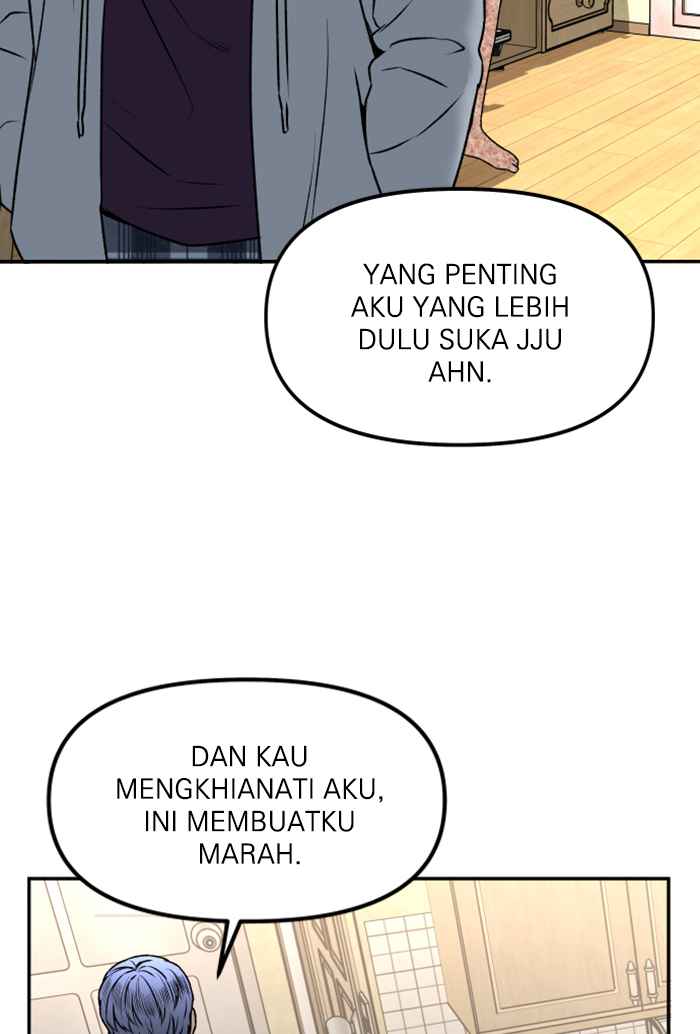 YANG PENTING
AKU YANG LEBIH
DULU SUKA JJU
AHN.
DAN KAU
MENGKHIANATI AKU,
INI MEMBUATKU
MARAH.